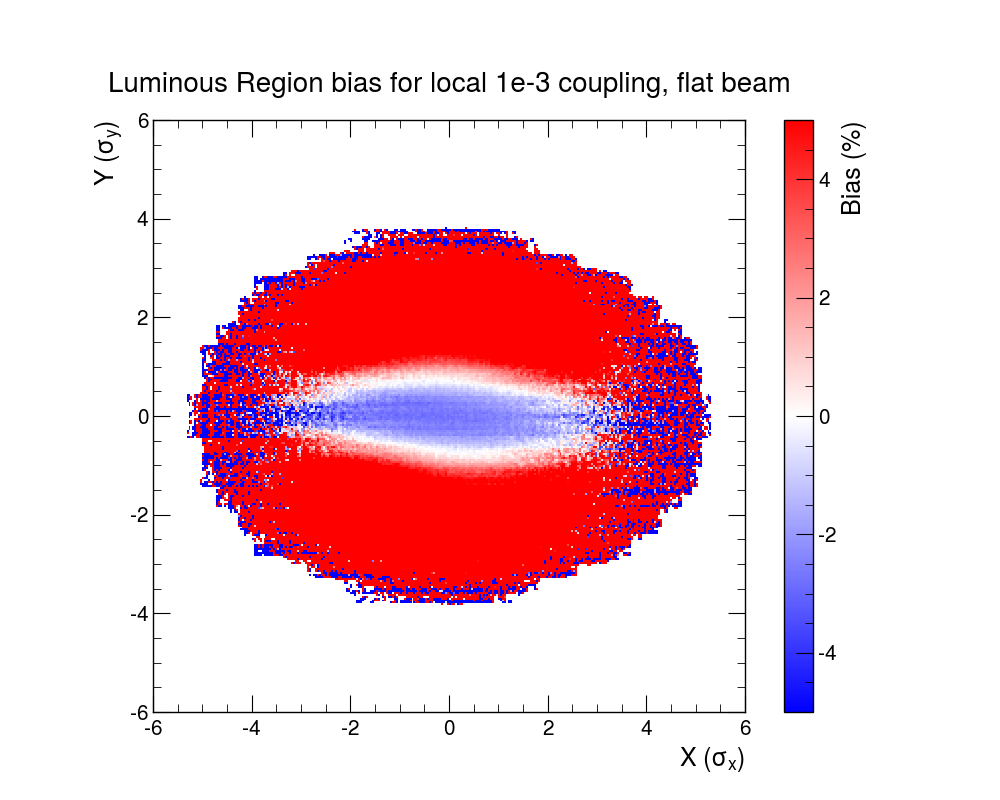 Luminous Region bias for local 1e-3 coupling, flat beam
Y (σy)
6
4
2
0
-2
-4
-6
-6 -4 -2 0 2 4 6
X (σx)
Bias (%)
4
2
0
-2
-4